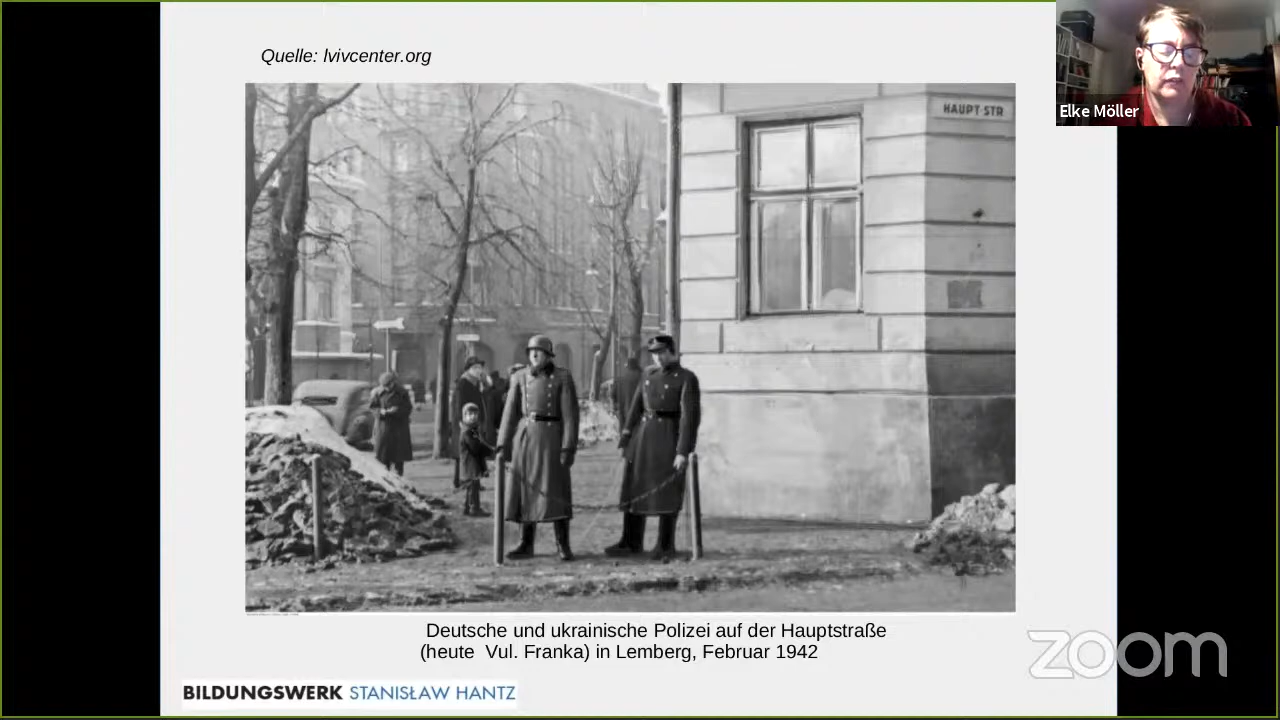 Quelle: lvivcenter.org
HAUPT-STR
Elke Möller
Deutsche und ukrainische Polizei auf der Hauptstraße
(heute Vul. Franka) in Lemberg, Februar 1942
zoom
BILDUNGSWERK STANISŁAW HANTZ